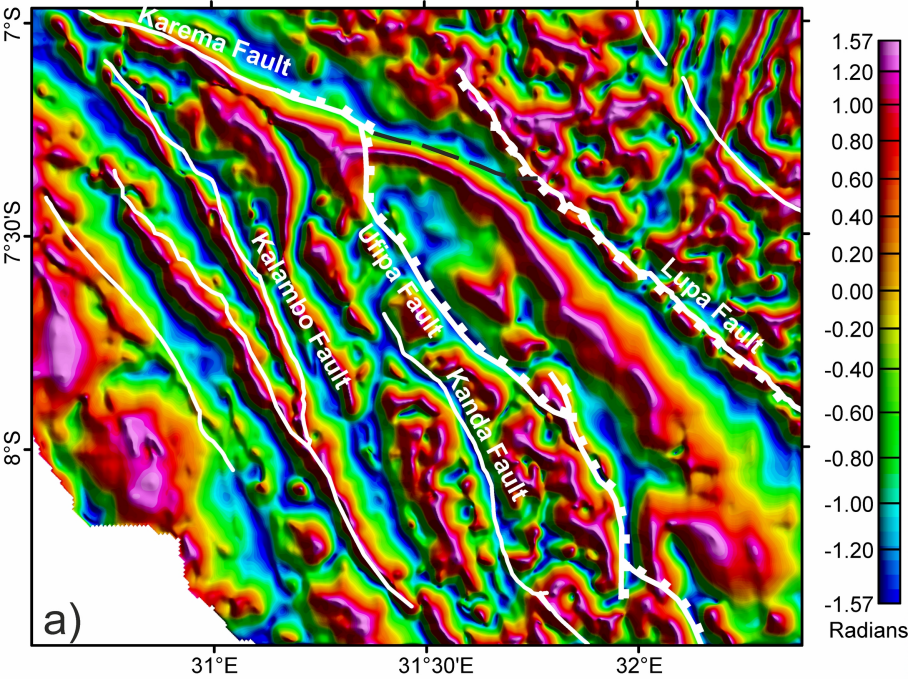 7°S
7°30'S
8°S
Karema Fault
Kalambo Fault
Ufipa Fault
Kanda Fault
Lupa Fault
a)
31°E
31°30'E
32°E
1.57
1.20
1.00
0.80
0.60
0.40
0.20
0.00
-0.20
-0.40
-0.60
-0.80
-1.00
-1.20
-1.57
Radians